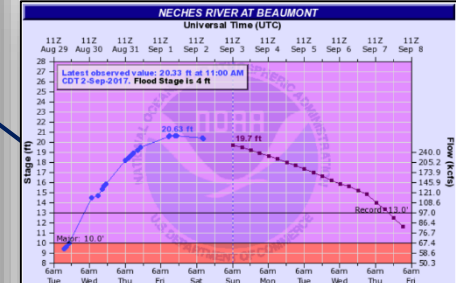 NECHES RIVER AT BEAUMONT
Universal Time (UTC)
11Z 11Z 11Z 11Z 11Z 11Z 11Z 11Z 11Z 11Z 11Z
Aug 29 Aug 30 Aug 31 Sep 1 Sep 2 Sep 3 Sep 4 Sep 5 Sep 6 Sep 7 Sep 8
Latest observed value: 20.33 ft at 11:00 AM
CDT 2-Sep-2017. Flood Stage is 4 ft
20.63 ft
19.7 ft
Record: 13.0'
Major: 10.0'
Stage (ft)
28
27
26
25
24
23
22
21
20
19
18
17
16
15
14
13
12
11
10
9
8
Flow (kcfs)
240.0
205.2
173.9
145.9
121.0
108.6
97.0
86.4
76.7
67.4
58.6
50.3
NOAA
U.S. DEPARTMENT OF COMMERCE
6am 6am 6am 6am 6am 6am 6am 6am 6am 6am 6am
Tue Wed Thu Fri Sat Sun Mon Tue Wed Thu Fri